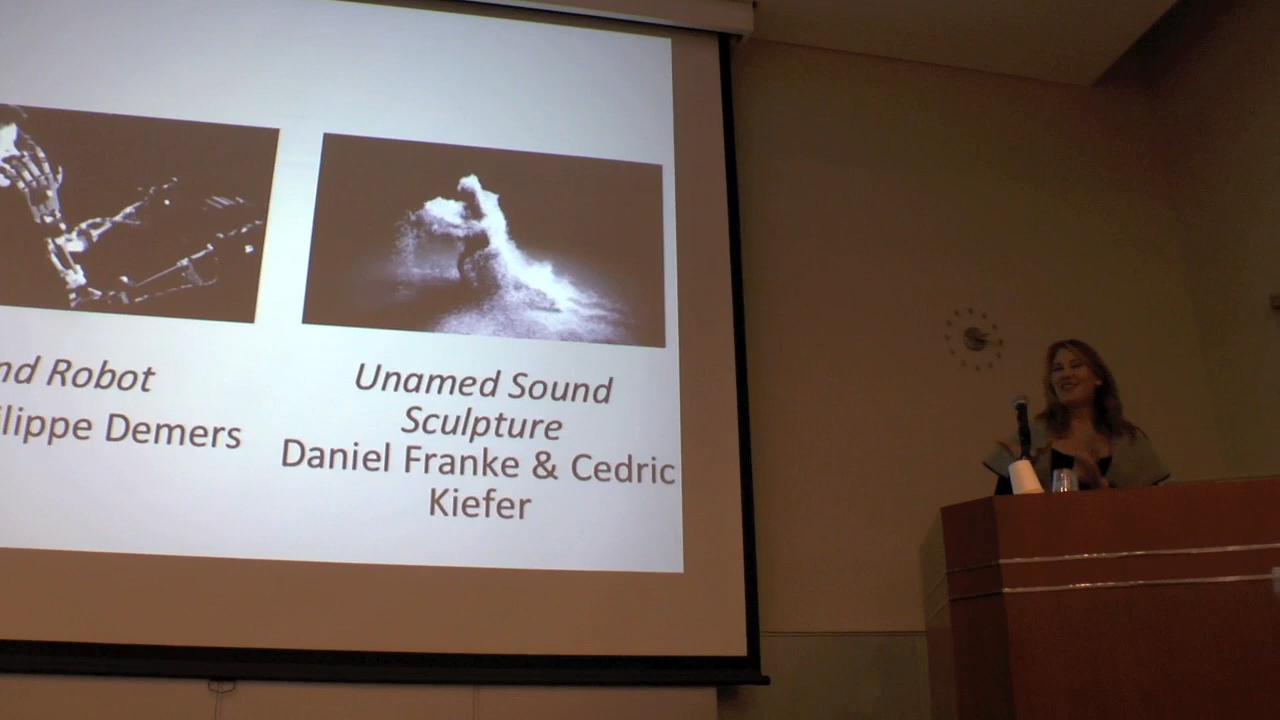 nd Robot
ilippe Demers
Unamed Sound
Sculpture
Daniel Franke & Cedric
Kiefer